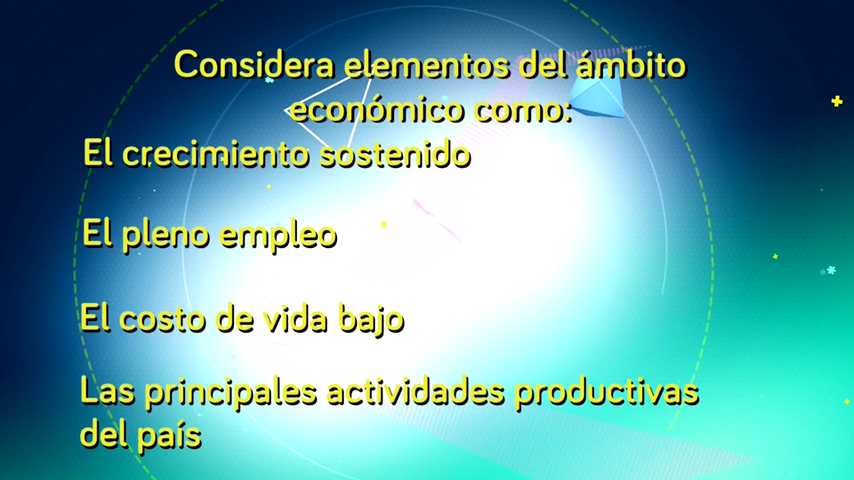 Considera elementos del ámbito
económico como:
El crecimiento sostenido
El pleno empleo
El costo de vida bajo
Las principales actividades productivas
del país